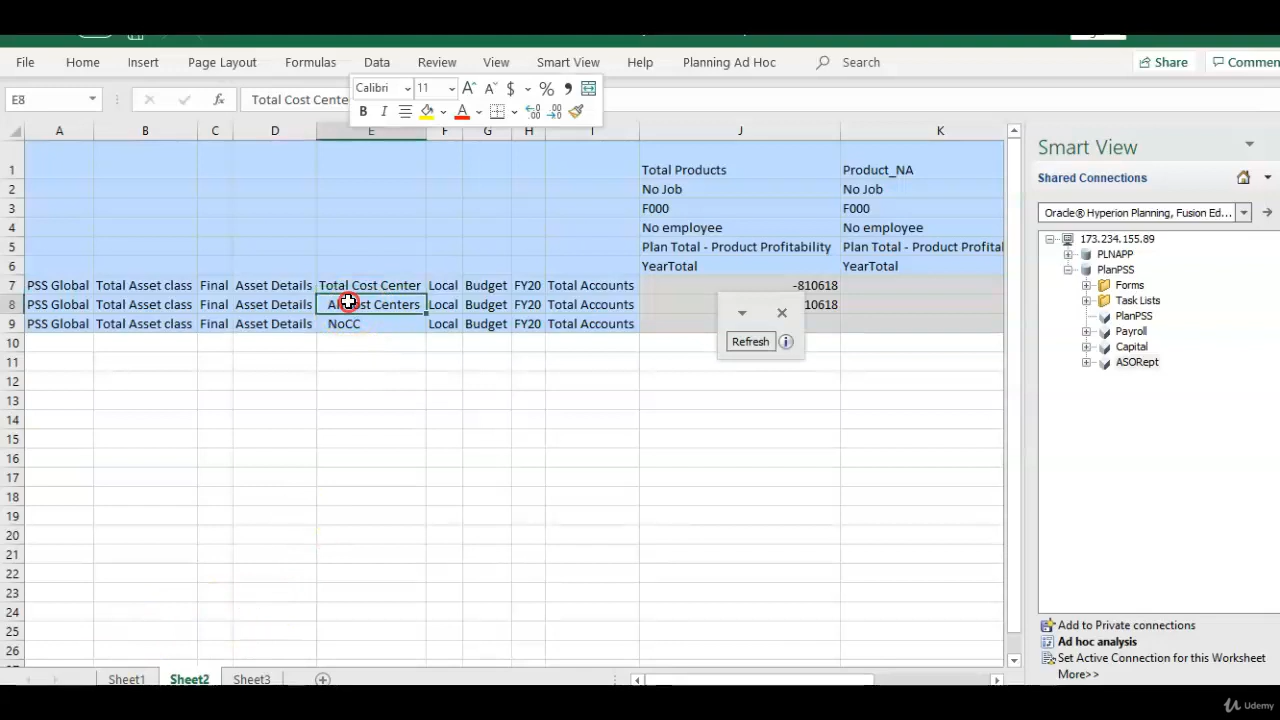 File Home Insert Page Layout Formulas Data Review View Smart View Help Planning Ad Hoc Search Share Commen
Calibri 11 $ % ,
B I A
E8 fx Total Cost Cente
A B C D E F G H I J K
1 Total Products Product_NA
2 No Job No Job
3 F000 F000
4 No employee No employee
5 Plan Total - Product Profitability Plan Total - Product Profital
6 YearTotal YearTotal
7 PSS Global Total Asset class Final Asset Details Total Cost Center Local Budget FY20 Total Accounts -810618
8 PSS Global Total Asset class Final Asset Details Centers Local Budget FY20 Total Accounts 10618
9 PSS Global Total Asset class Final Asset Details NoCC Local Budget FY20 Total Accounts
10
11
12
13
14
15
16
17
18
19
20
21
22
23
24
25
26
Refresh
Sheet1 Sheet2 Sheet3
Smart View
Shared Connections
Oracle® Hyperion Planning, Fusion Ed...
173.234.155.89
PLNAPP
PlanPSS
Forms
Task Lists
PlanPSS
Payroll
Capital
ASORept
Add to Private connections
Ad hoc analysis
Set Active Connection for this Worksheet
More>>
Udemy